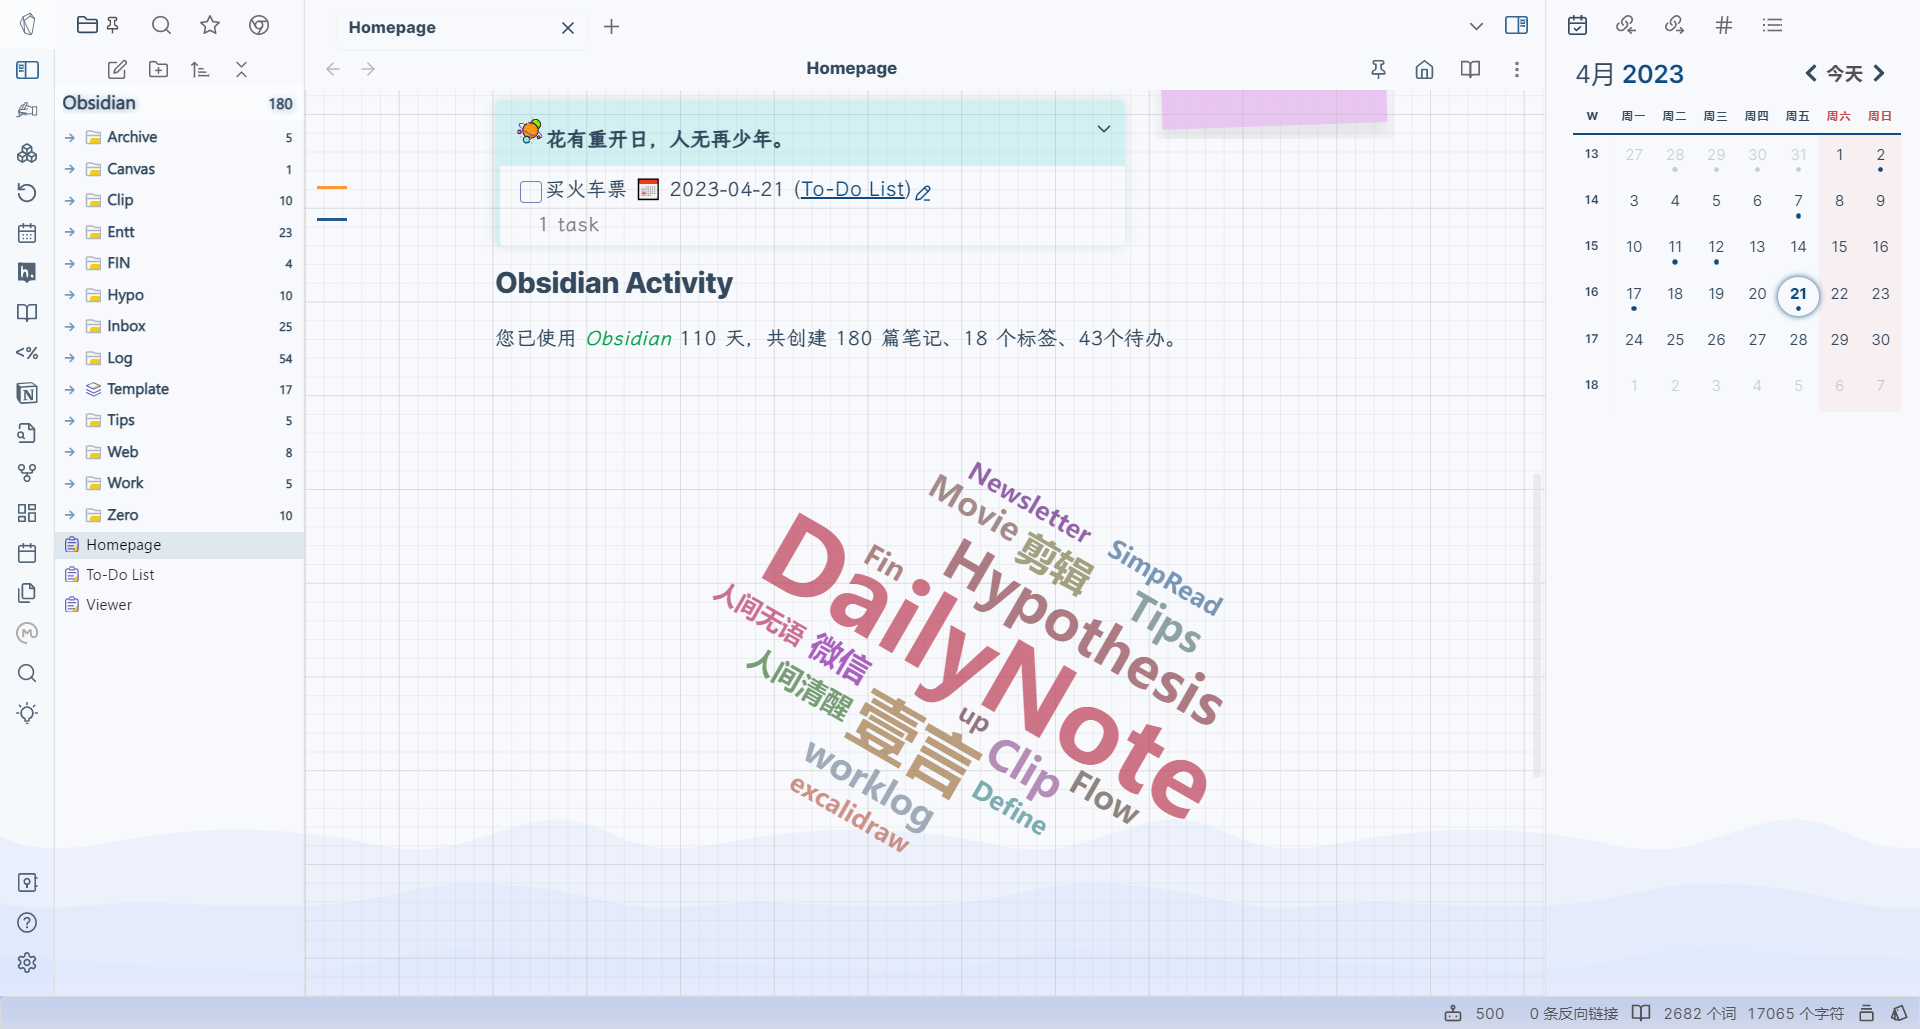 Homepage
Homepage
Obsidian 180
Archive 5
Canvas 1
Clip 10
Entt 23
FIN 4
Hypo 10
Inbox 25
Log 54
Template 17
Tips 5
Web 8
Work 5
Zero 10
Homepage
To-Do List
Viewer
h.
<%
N
M
花有重开日，人无再少年。
买火车票 2023-04-21 (To-Do List)
1 task
Obsidian Activity
您已使用 Obsidian 110 天，共创建 180 篇笔记、18 个标签、43个待办。
Newsletter
Movie
剪辑
SimpRead
Fin
Hypothesis
Tips
DailyNote
人间无语
微信
人间清醒
壹言
up
Clip
Flow
worklog
Define
excalidraw
4月 2023
今天
W 周一 周二 周三 周四 周五 周六 周日
13 27 28 29 30 31 1 2
14 3 4 5 6 7 8 9
15 10 11 12 13 14 15 16
16 17 18 19 20 21 22 23
17 24 25 26 27 28 29 30
18 1 2 3 4 5 6 7
500 0 条反向链接 2682 个词 17065 个字符